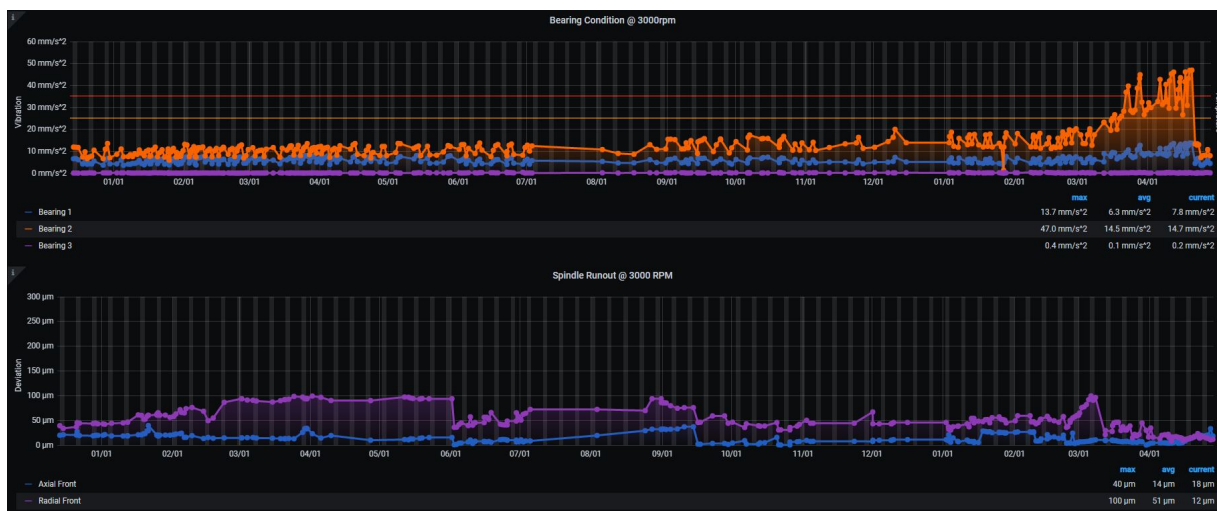 Bearing Condition @ 3000rpm
60 mm/s^2
50 mm/s^2
40 mm/s^2
30 mm/s^2
20 mm/s^2
10 mm/s^2
0 mm/s^2
Vibration
01/01 02/01 03/01 04/01 05/01 06/01 07/01 08/01 09/01 10/01 11/01 12/01 01/01 02/01 03/01 04/01
max avg current
Bearing 1 13.7 mm/s^2 6.3 mm/s^2 7.8 mm/s^2
Bearing 2 47.0 mm/s^2 14.5 mm/s^2 14.7 mm/s^2
Bearing 3 0.4 mm/s^2 0.1 mm/s^2 0.2 mm/s^2
Spindle Runout @ 3000 RPM
300 µm
250 µm
200 µm
150 µm
100 µm
50 µm
0 µm
Deviation
01/01 02/01 03/01 04/01 05/01 06/01 07/01 08/01 09/01 10/01 11/01 12/01 01/01 02/01 03/01 04/01
max avg current
Axial Front 40 µm 14 µm 18 µm
Radial Front 100 µm 51 µm 12 µm